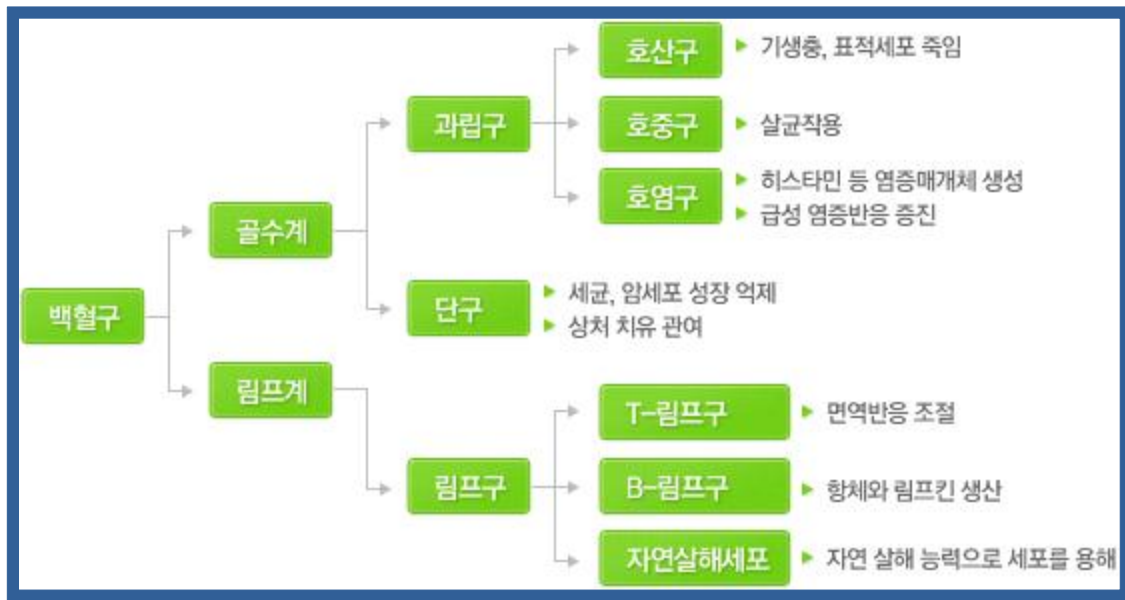 호산구
기생충, 표적세포 죽임
과립구
호중구
살균작용
호염구
히스타민 등 염증매개체 생성
급성 염증반응 증진
골수계
단구
세균, 암세포 성장 억제
상처 치유 관여
백혈구
림프계
T-림프구
면역반응 조절
림프구
B-림프구
항체와 림프킨 생산
자연살해세포
자연 살해 능력으로 세포를 용해